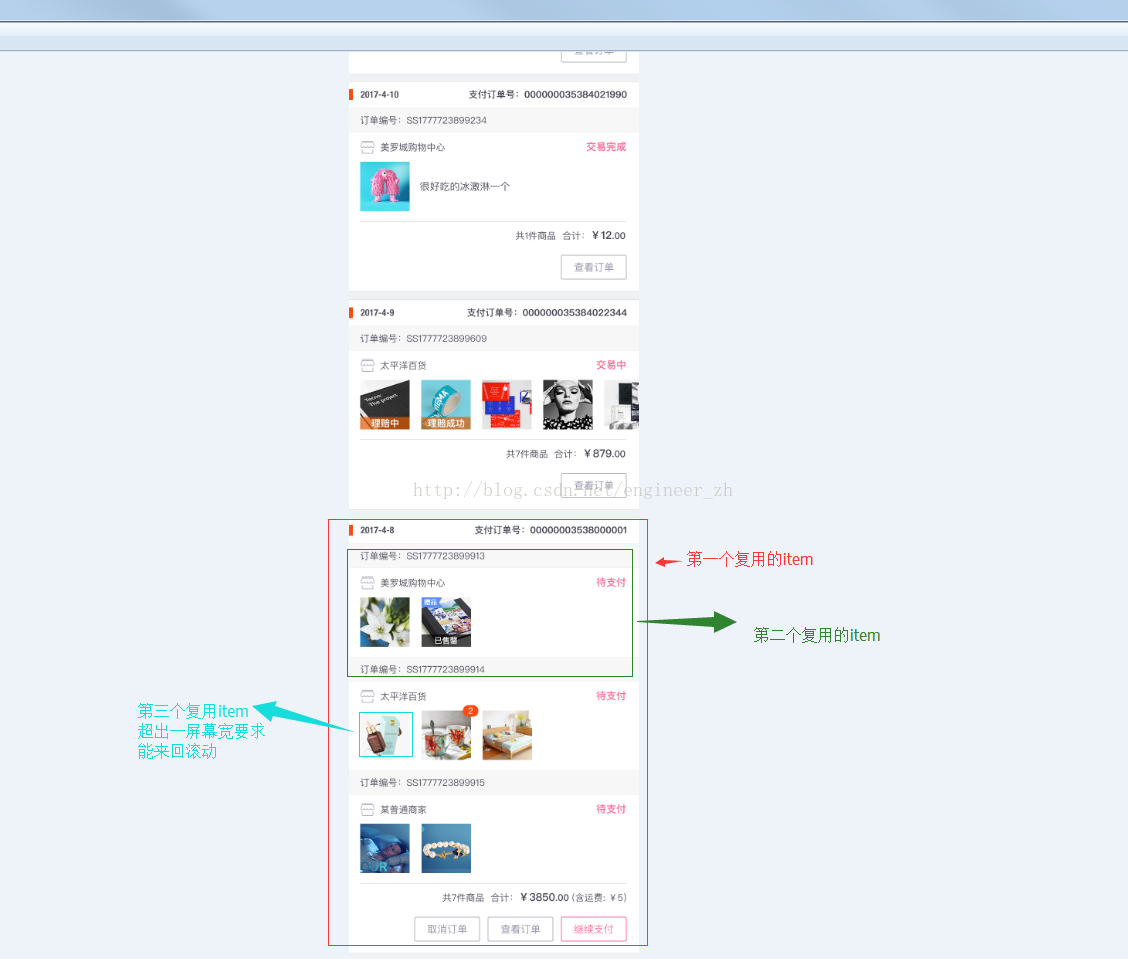 查看订单
2017-4-10 支付订单号：000000035384021990
订单编号：SS1777723899234
美罗城购物中心 交易完成
很好吃的冰激淋一个
共1件商品 合计：￥12.00
查看订单
2017-4-9 支付订单号：000000035384022344
订单编号：SS1777723899609
太平洋百货 交易中
理赔中 理赔成功
共7件商品 合计：￥879.00
查看订单
http://blog.csdn.net/engineer_zh
2017-4-8 支付订单号：00000003538000001
订单编号：SS1777723899913
第一个复用的item
美罗城购物中心 待支付
赠品
已售罄
第二个复用的item
订单编号：SS1777723899914
太平洋百货 待支付
2
第三个复用item
超出一屏幕宽要求
能来回滚动
订单编号：SS1777723899915
某普通商家 待支付
共7件商品 合计：￥3850.00 (含运费: ￥5)
取消订单 查看订单 继续支付